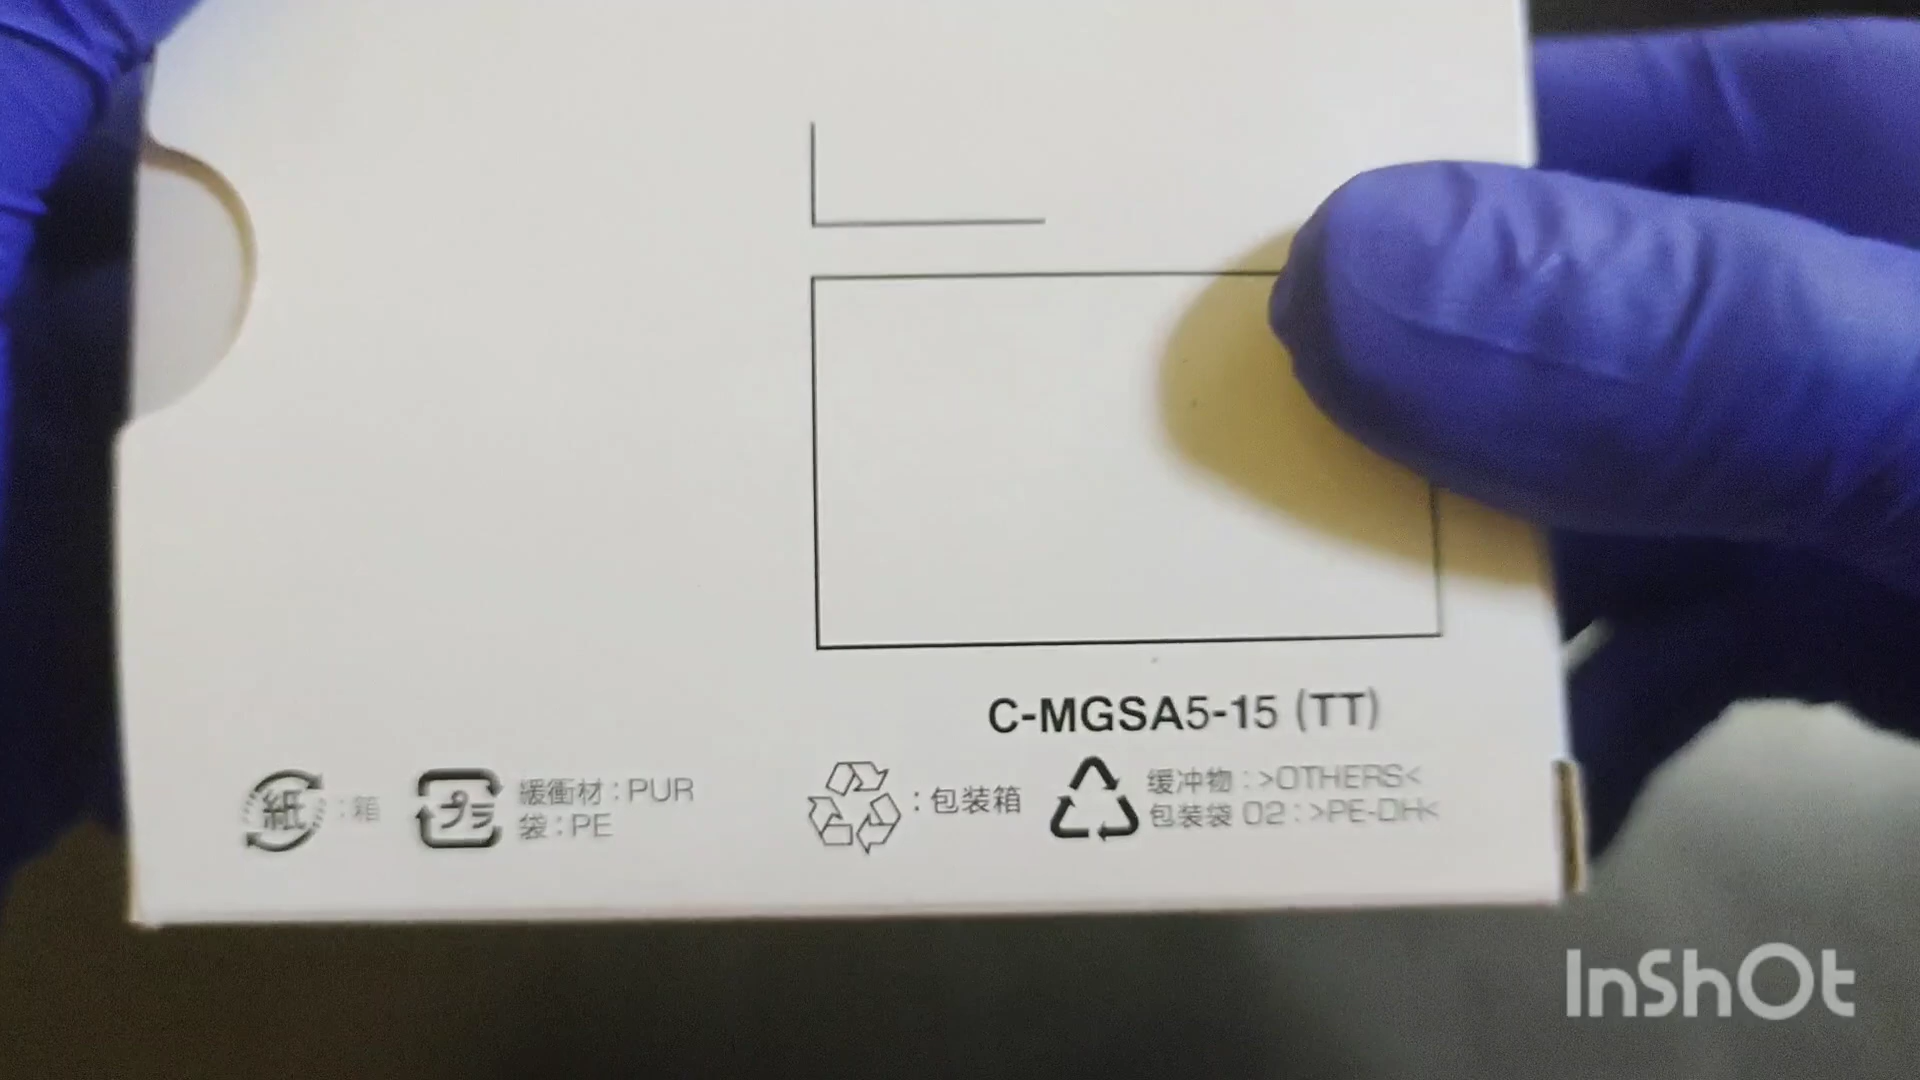 C-MGSA5-15 (TT)
紙 :箱
プラ 緩衝材:PUR
袋:PE
:包装箱
缓冲物:>OTHERS<
包装袋 02:>PE-DH<
InShOt